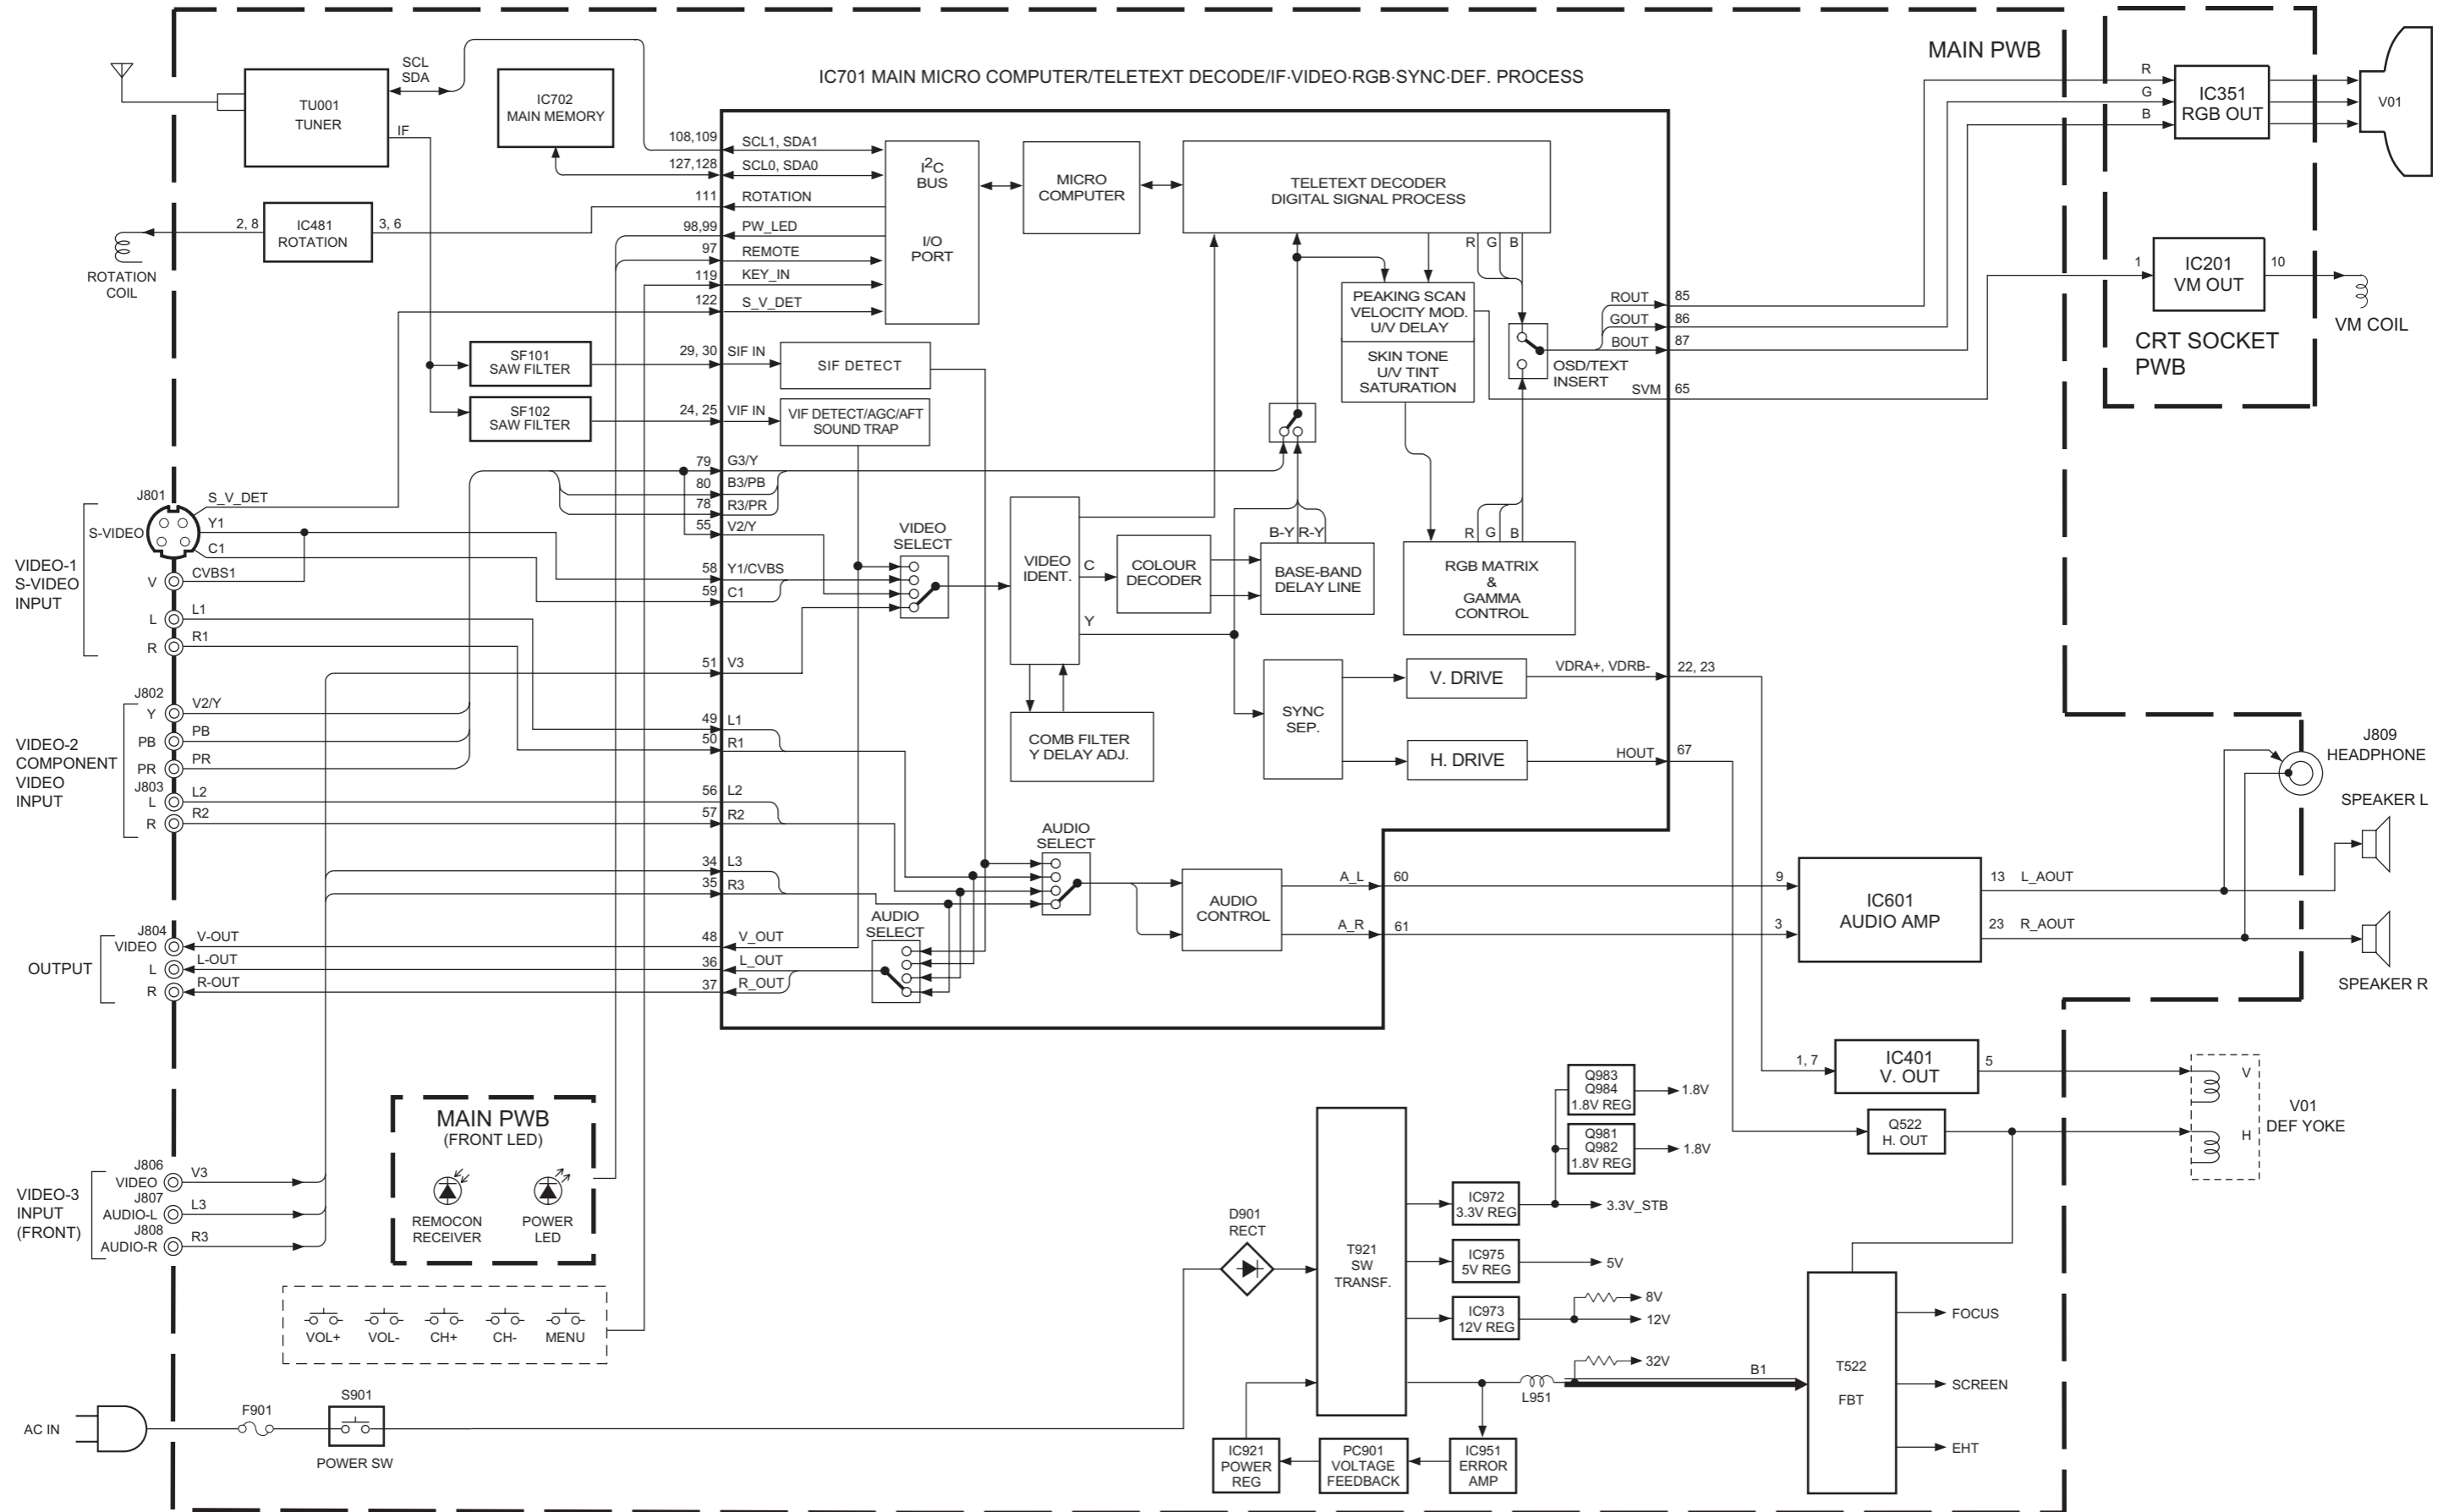 MAIN PWB
IC701 MAIN MICRO COMPUTER/TELETEXT DECODE/IF·VIDEO·RGB·SYNC·DEF. PROCESS
SCL
SDA
TU001
TUNER
IF
IC702
MAIN MEMORY
108,109
SCL1, SDA1
127,128
SCL0, SDA0
111
ROTATION
98,99
PW_LED
97
REMOTE
119
KEY_IN
122
S_V_DET
I2C
BUS
I/O
PORT
MICRO
COMPUTER
TELETEXT DECODER
DIGITAL SIGNAL PROCESS
R G B
R
G
B
IC351
RGB OUT
V01
2, 8
IC481
ROTATION
3, 6
ROTATION
COIL
1
IC201
VM OUT
10
VM COIL
CRT SOCKET
PWB
PEAKING SCAN
VELOCITY MOD.
U/V DELAY
SKIN TONE
U/V TINT
SATURATION
OSD/TEXT
INSERT
ROUT
85
GOUT
86
BOUT
87
SVM
65
SF101
SAW FILTER
29, 30
SIF IN
SIF DETECT
SF102
SAW FILTER
24, 25
VIF IN
VIF DETECT/AGC/AFT
SOUND TRAP
79
G3/Y
80
B3/PB
78
R3/PR
55
V2/Y
58
Y1/CVBS
59
C1
VIDEO
SELECT
VIDEO
IDENT.
C
Y
COLOUR
DECODER
B-Y R-Y
BASE-BAND
DELAY LINE
R G B
RGB MATRIX
&
GAMMA
CONTROL
J801
S-VIDEO
S_V_DET
Y1
C1
VIDEO-1
S-VIDEO
INPUT
V
CVBS1
L
L1
R
R1
51
V3
J802
Y
V2/Y
PB
PB
PR
PR
VIDEO-2
COMPONENT
VIDEO
INPUT
J803
L
L2
R
R2
49
L1
50
R1
56
L2
57
R2
COMB FILTER
Y DELAY ADJ.
SYNC
SEP.
V. DRIVE
VDRA+, VDRB-
22, 23
H. DRIVE
HOUT
67
J809
HEADPHONE
SPEAKER L
34
L3
35
R3
AUDIO
SELECT
AUDIO
CONTROL
A_L
60
A_R
61
9
3
IC601
AUDIO AMP
13
L_AOUT
23
R_AOUT
SPEAKER R
AUDIO
SELECT
J804
VIDEO
V-OUT
L
L-OUT
R
R-OUT
OUTPUT
48
V_OUT
36
L_OUT
37
R_OUT
1, 7
IC401
V. OUT
5
V
H
V01
DEF YOKE
Q522
H. OUT
MAIN PWB
(FRONT LED)
REMOCON
RECEIVER
POWER
LED
J806
VIDEO
V3
J807
AUDIO-L
L3
J808
AUDIO-R
R3
VIDEO-3
INPUT
(FRONT)
VOL+
VOL-
CH+
CH-
MENU
AC IN
F901
S901
POWER SW
D901
RECT
T921
SW
TRANSF.
Q983
Q984
1.8V REG
1.8V
Q981
Q982
1.8V REG
1.8V
IC972
3.3V REG
3.3V_STB
IC975
5V REG
5V
IC973
12V REG
8V
12V
32V
L951
B1
T522
FBT
FOCUS
SCREEN
EHT
IC921
POWER
REG
PC901
VOLTAGE
FEEDBACK
IC951
ERROR
AMP